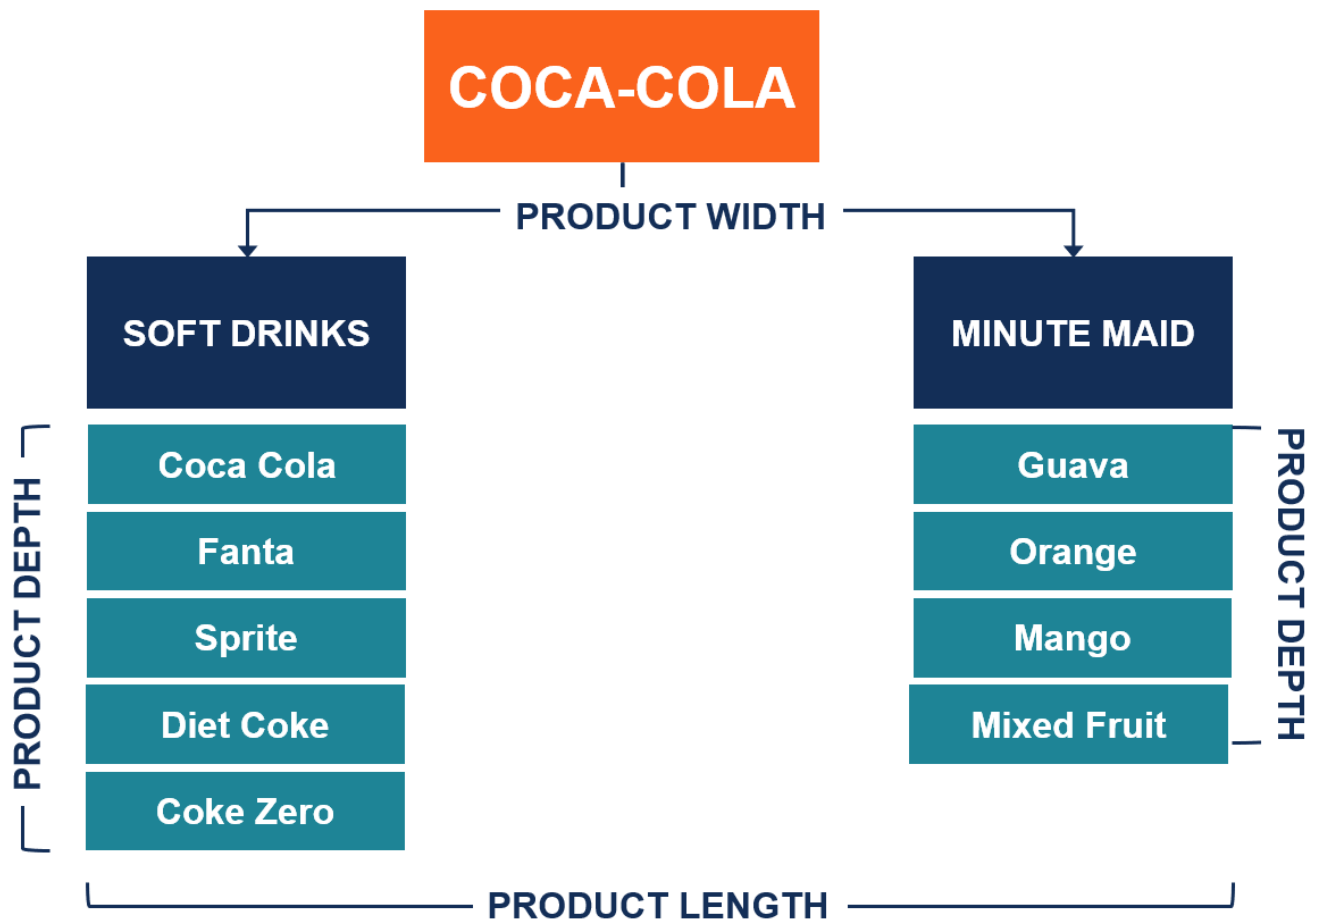 COCA-COLA
PRODUCT WIDTH
SOFT DRINKS
MINUTE MAID
PRODUCT DEPTH
Coca Cola
Fanta
Sprite
Diet Coke
Coke Zero
Guava
Orange
Mango
Mixed Fruit
PRODUCT DEPTH
PRODUCT LENGTH